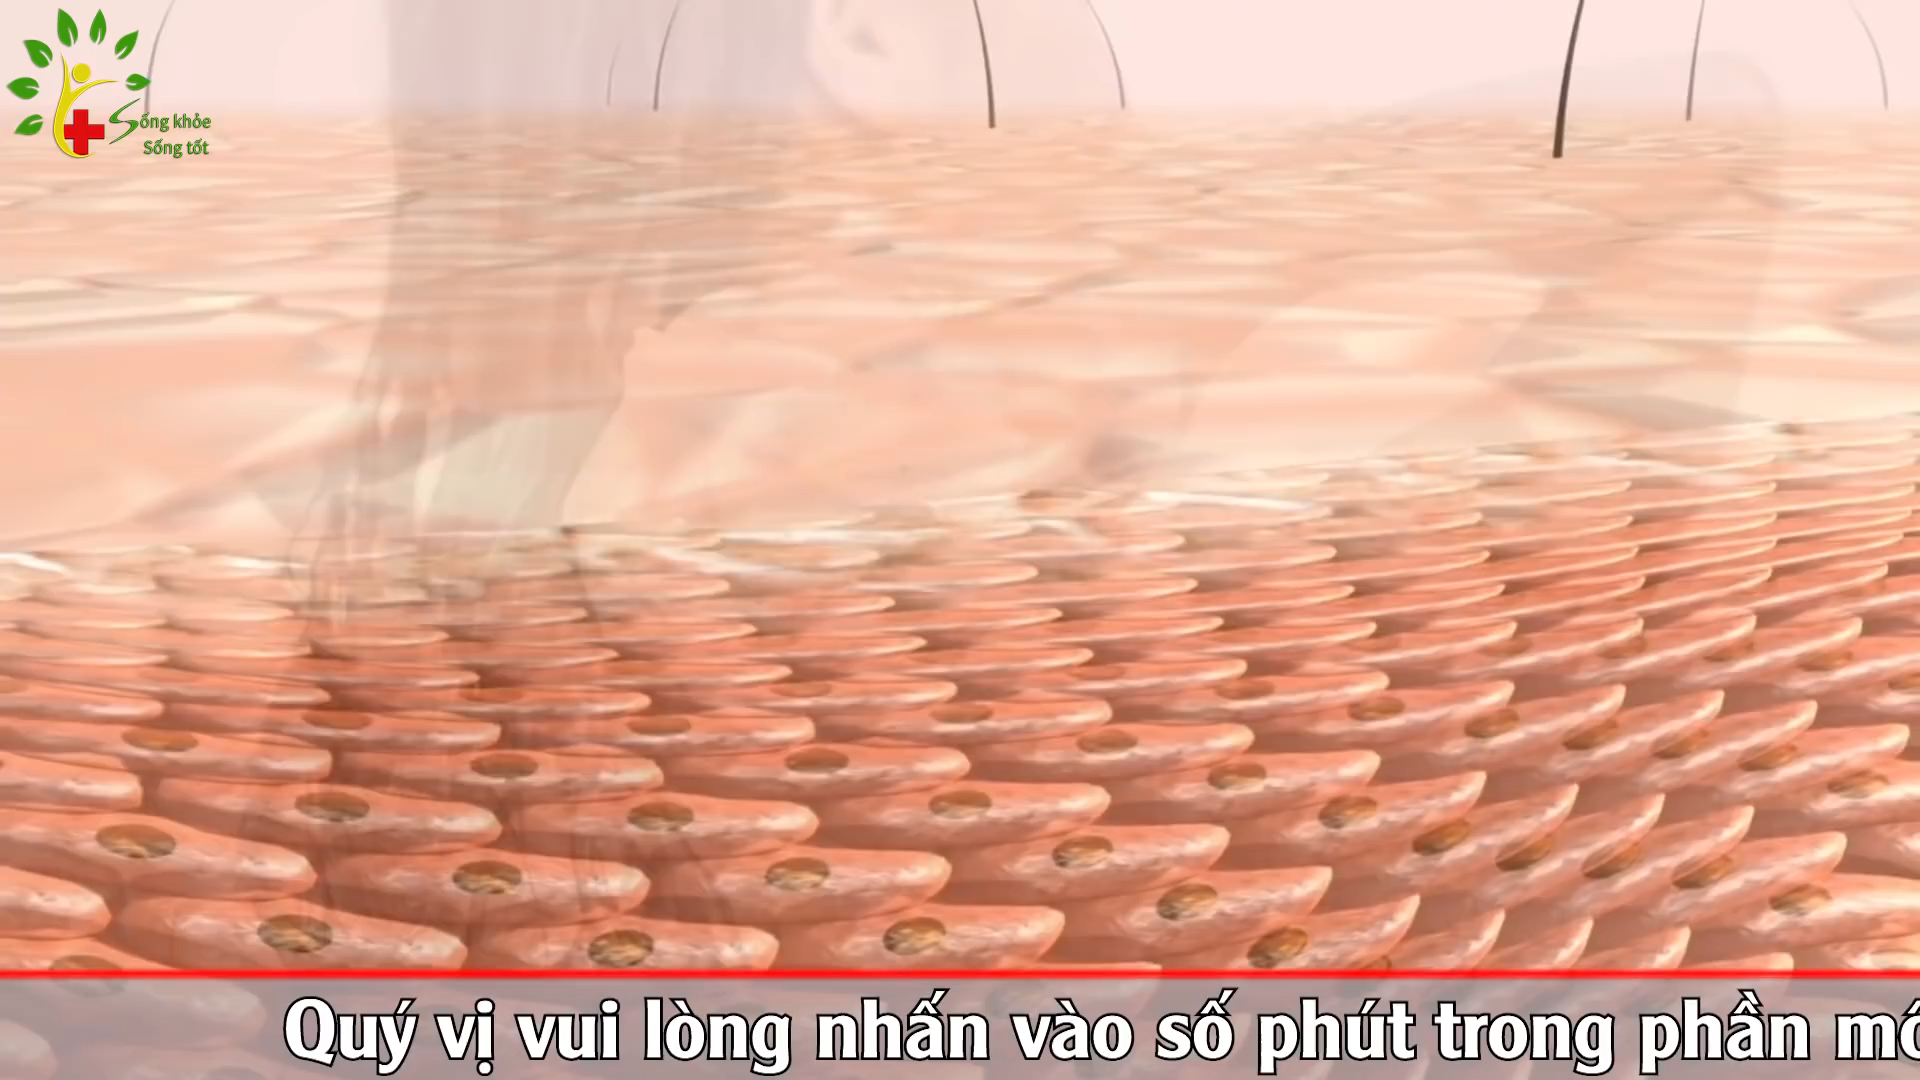 Sống khỏe
Sống tốt
Quý vị vui lòng nhấn vào số phút trong phần